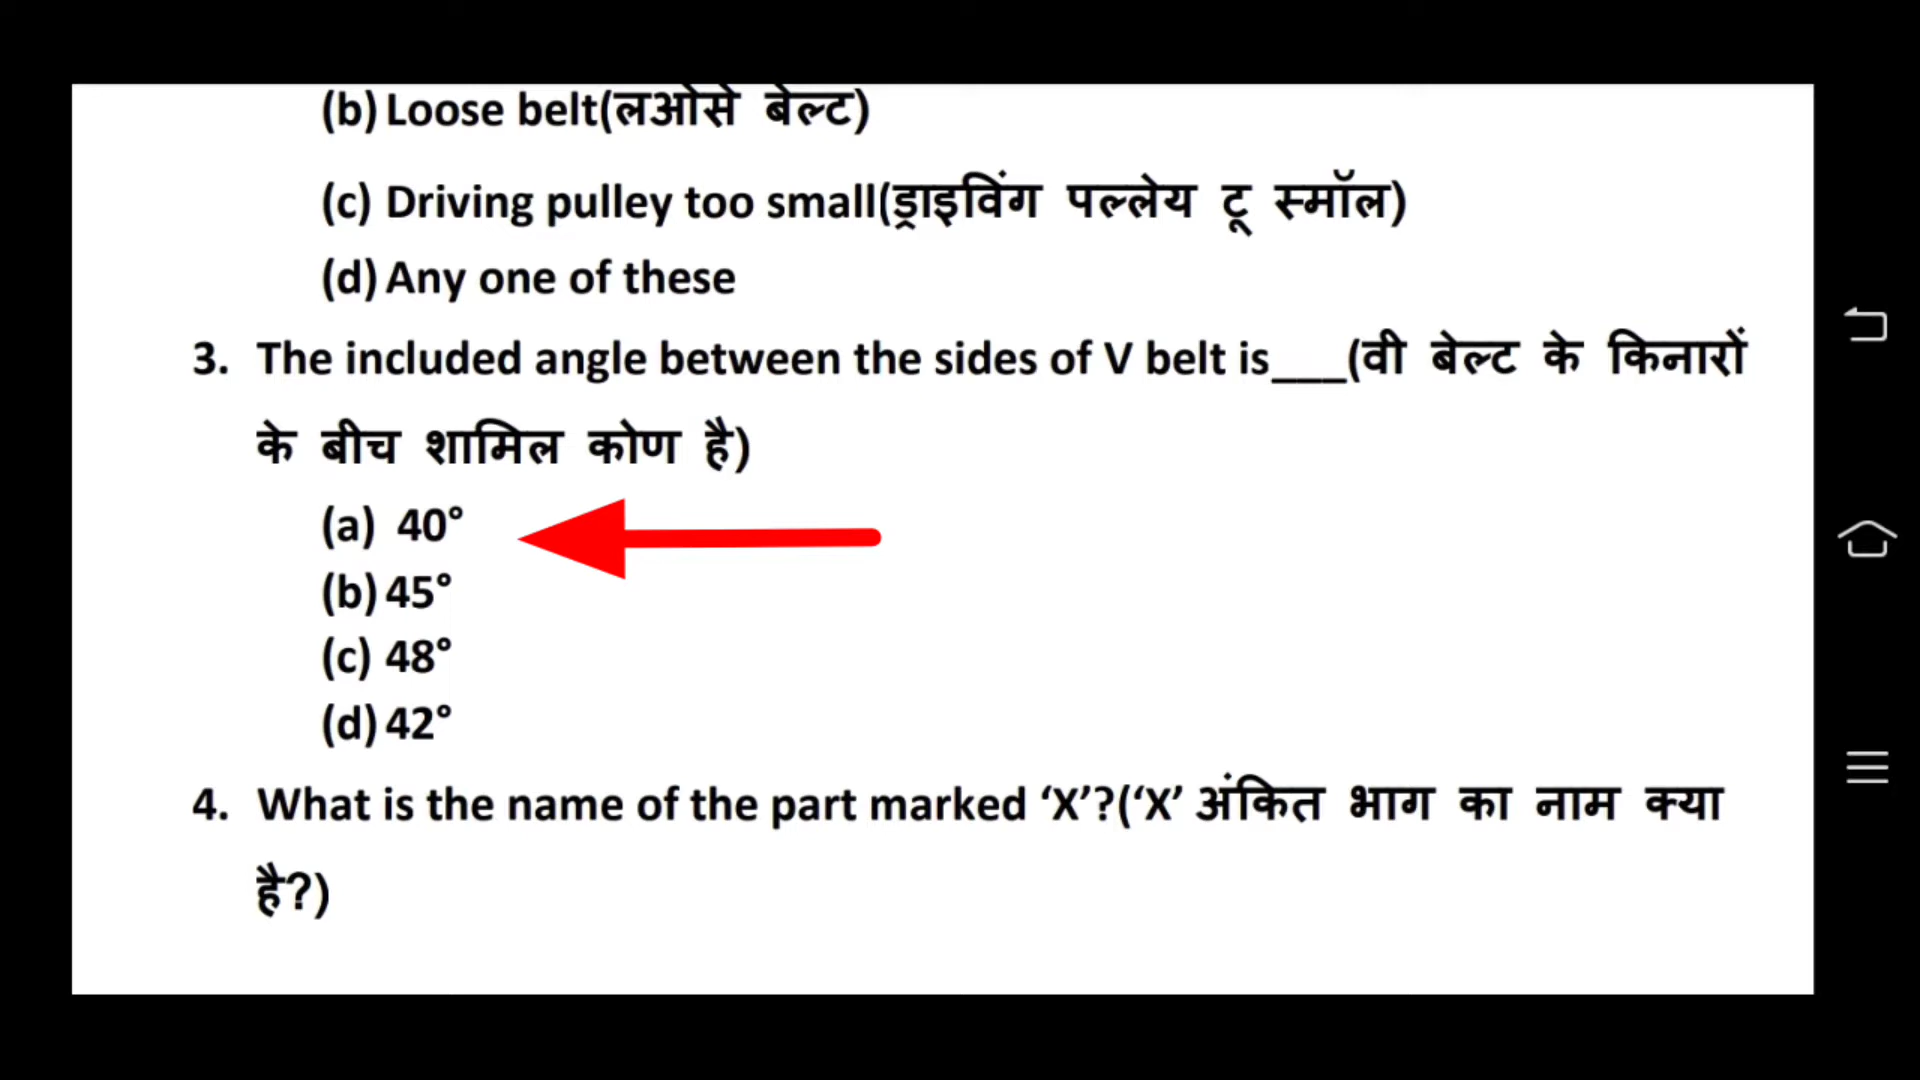 (b) Loose belt(लओसे बेल्ट)
(c) Driving pulley too small(ड्राइविंग पल्लेय टू स्मॉल)
(d) Any one of these
3. The included angle between the sides of V belt is___(वी बेल्ट के किनारों
के बीच शामिल कोण है)
(a) 40°
(b) 45°
(c) 48°
(d) 42°
4. What is the name of the part marked ‘X’?(‘X’ अंकित भाग का नाम क्या
है?)